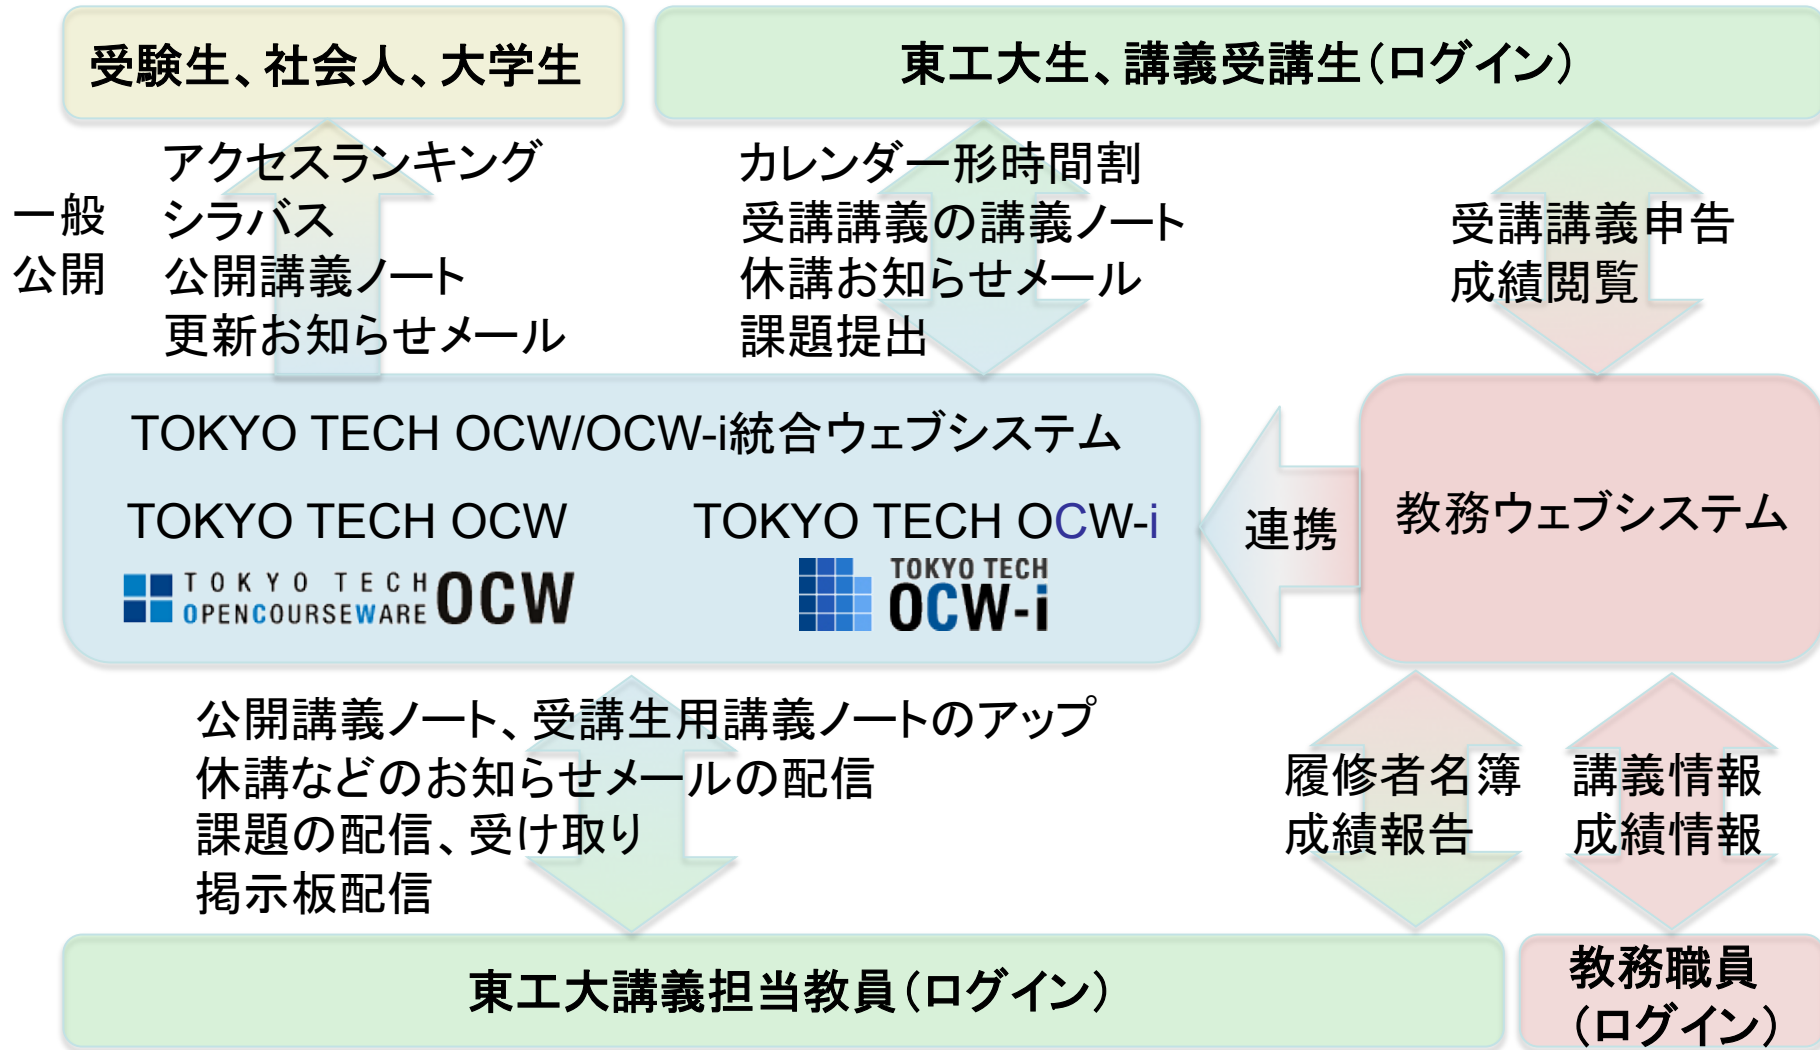 受験生、社会人、大学生
東工大生、講義受講生（ログイン）
一般
公開
アクセスランキング
シラバス
公開講義ノート
更新お知らせメール
カレンダー形時間割
受講講義の講義ノート
休講お知らせメール
課題提出
受講講義申告
成績閲覧
TOKYO TECH OCW/OCW-i統合ウェブシステム
TOKYO TECH OCW
TOKYO TECH
OPENCOURSEWARE
OCW
TOKYO TECH OCW-i
TOKYO TECH
OCW-i
連携
教務ウェブシステム
公開講義ノート、受講生用講義ノートのアップ
休講などのお知らせメールの配信
課題の配信、受け取り
掲示板配信
履修者名簿
成績報告
講義情報
成績情報
東工大講義担当教員（ログイン）
教務職員
（ログイン）